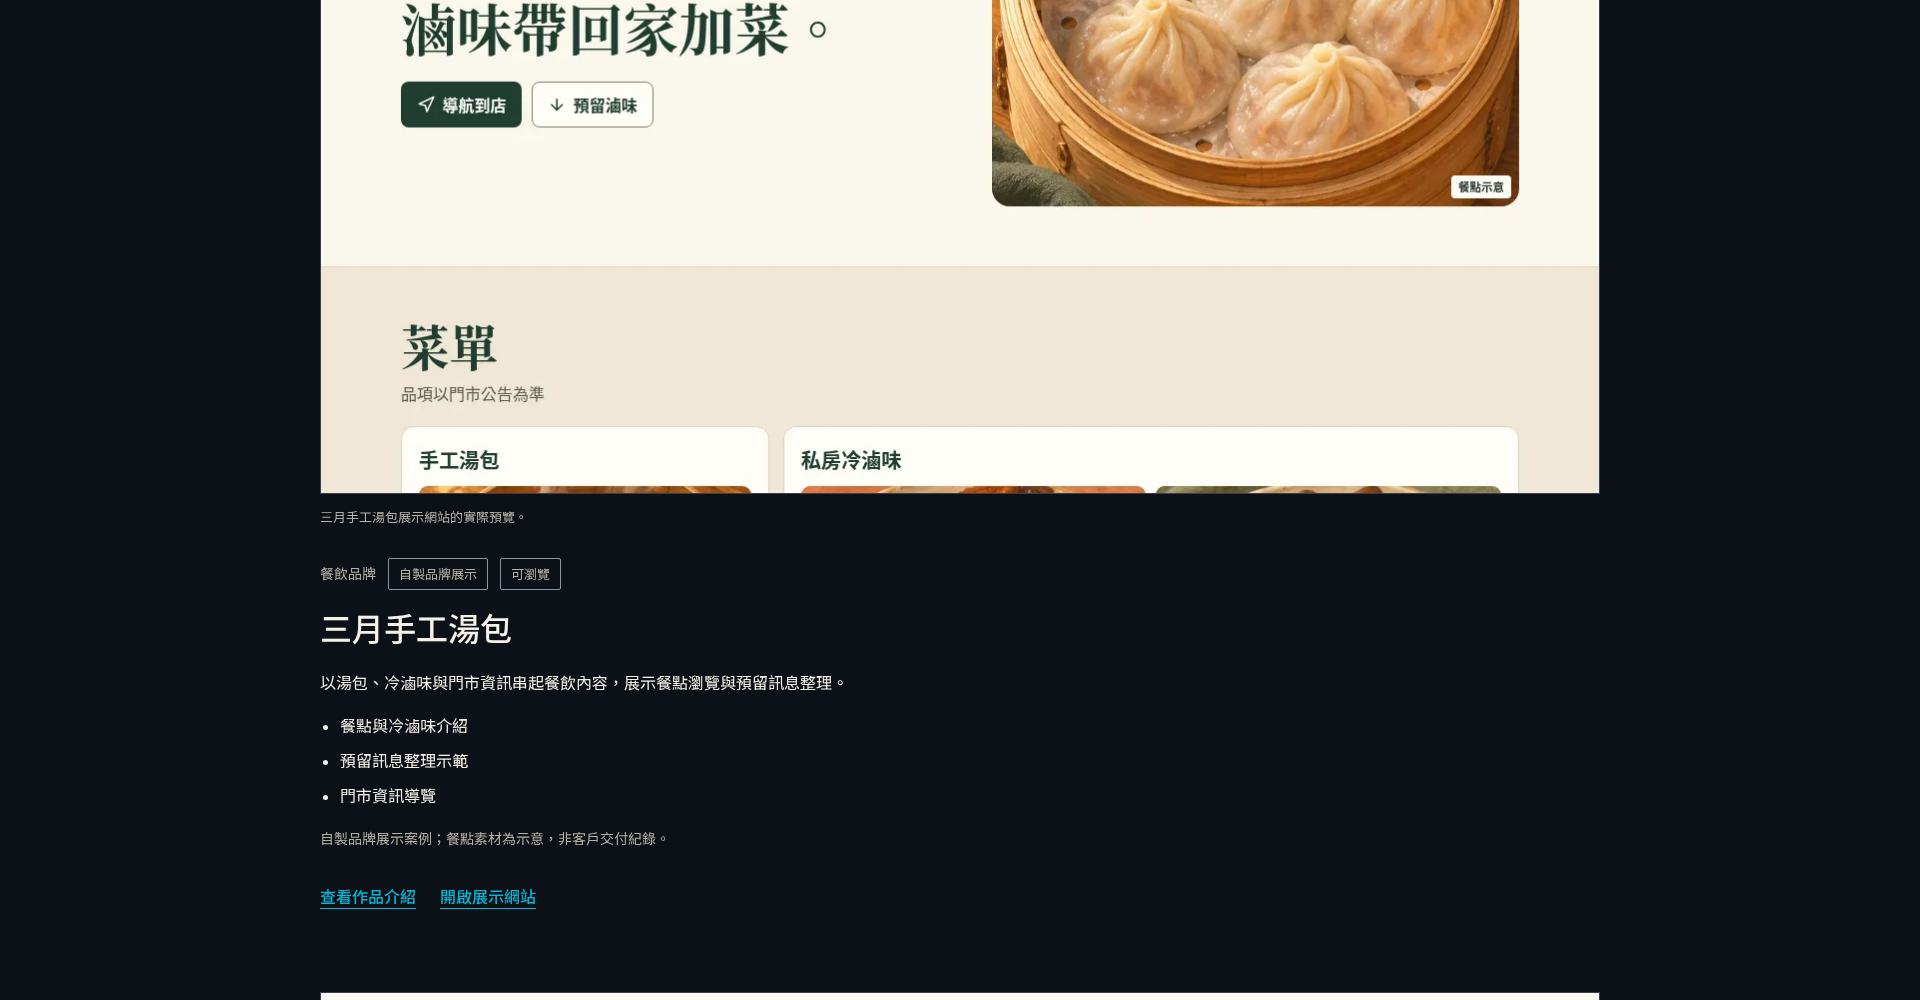 滷味帶回家加菜。
導航到店
預留滷味
餐點示意
菜單
品項以門市公告為準
手工湯包
私房冷滷味
三月手工湯包展示網站的實際預覽。
餐飲品牌
自製品牌展示
可瀏覽
三月手工湯包
以湯包、冷滷味與門市資訊串起餐飲內容，展示餐點瀏覽與預留訊息整理。
餐點與冷滷味介紹
預留訊息整理示範
門市資訊導覽
自製品牌展示案例；餐點素材為示意，非客戶交付紀錄。
查看作品介紹
開啟展示網站